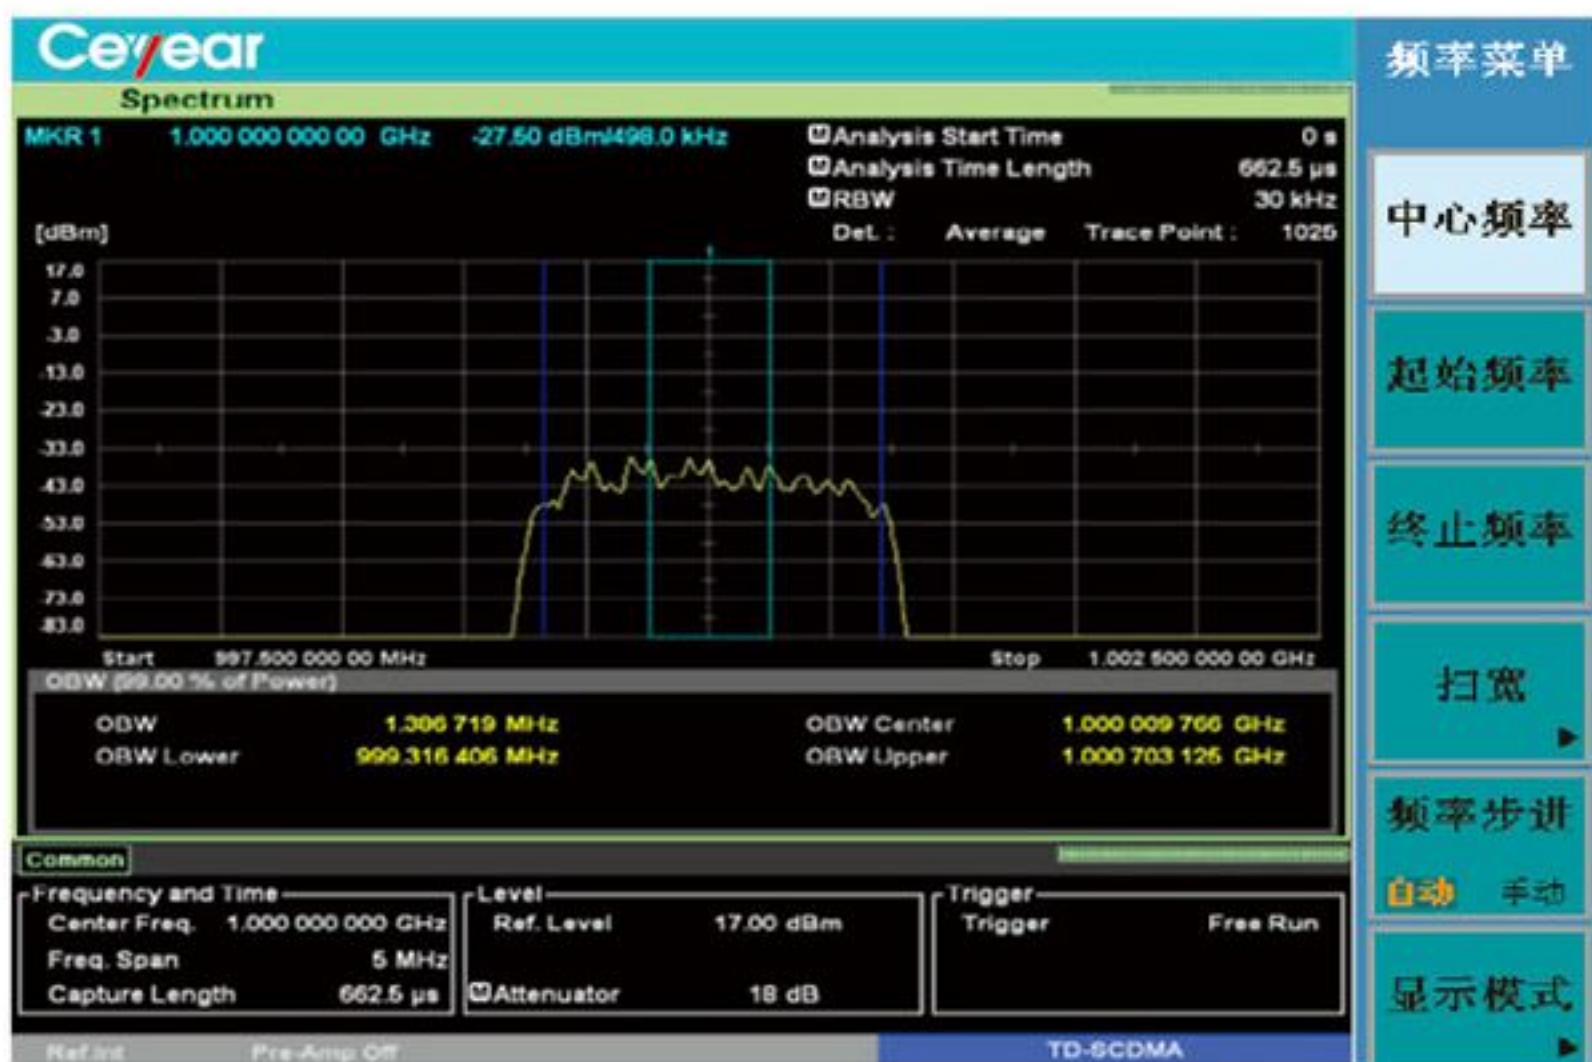 Ceyear
Spectrum
MKR 1 1.000 000 000 00 GHz -27.50 dBm/498.0 kHz
MAnalysis Start Time 0 s
MAnalysis Time Length 662.5 µs
MRBW 30 kHz
[dBm] Det. : Average Trace Point : 1025
17.0
7.0
-3.0
-13.0
-23.0
-33.0
-43.0
-53.0
-63.0
-73.0
-83.0
Start 997.500 000 00 MHz Stop 1.002 500 000 00 GHz
OBW (99.00 % of Power)
OBW 1.386 719 MHz OBW Center 1.000 009 766 GHz
OBW Lower 999.316 406 MHz OBW Upper 1.000 703 125 GHz
Common
Frequency and Time
Center Freq. 1.000 000 000 GHz
Freq. Span 5 MHz
Capture Length 662.5 µs
Level
Ref. Level 17.00 dBm
MAttenuator 18 dB
Trigger
Trigger Free Run
Ref.Int Pre-Amp Off TD-SCDMA
频率菜单
中心频率
起始频率
终止频率
扫宽
频率步进
自动 手动
显示模式